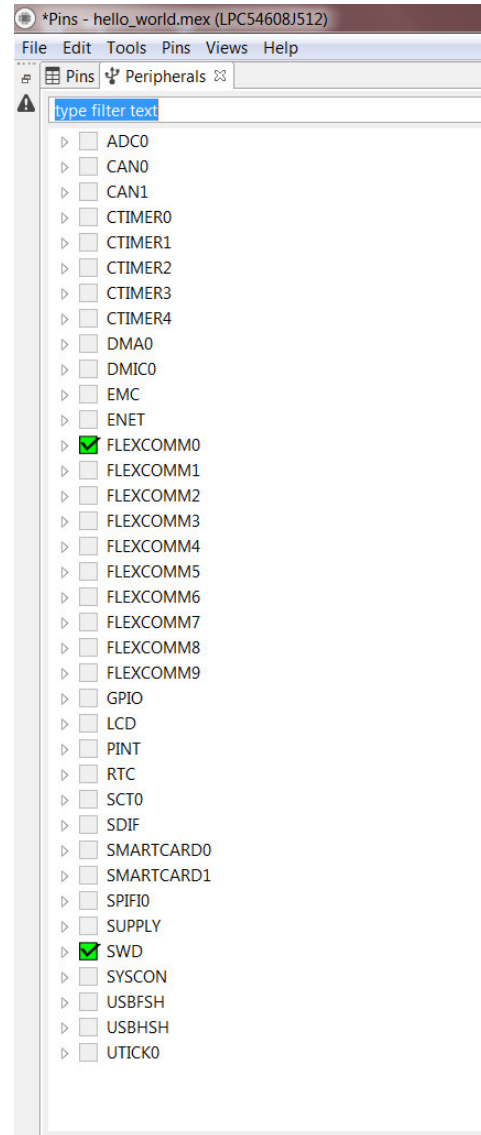 *Pins - hello_world.mex (LPC54608J512)
File Edit Tools Pins Views Help
Pins Peripherals
type filter text
ADC0
CAN0
CAN1
CTIMER0
CTIMER1
CTIMER2
CTIMER3
CTIMER4
DMA0
DMIC0
EMC
ENET
FLEXCOMM0
FLEXCOMM1
FLEXCOMM2
FLEXCOMM3
FLEXCOMM4
FLEXCOMM5
FLEXCOMM6
FLEXCOMM7
FLEXCOMM8
FLEXCOMM9
GPIO
LCD
PINT
RTC
SCT0
SDIF
SMARTCARD0
SMARTCARD1
SPIFI0
SUPPLY
SWD
SYSCON
USBFSH
USBHSH
UTICK0